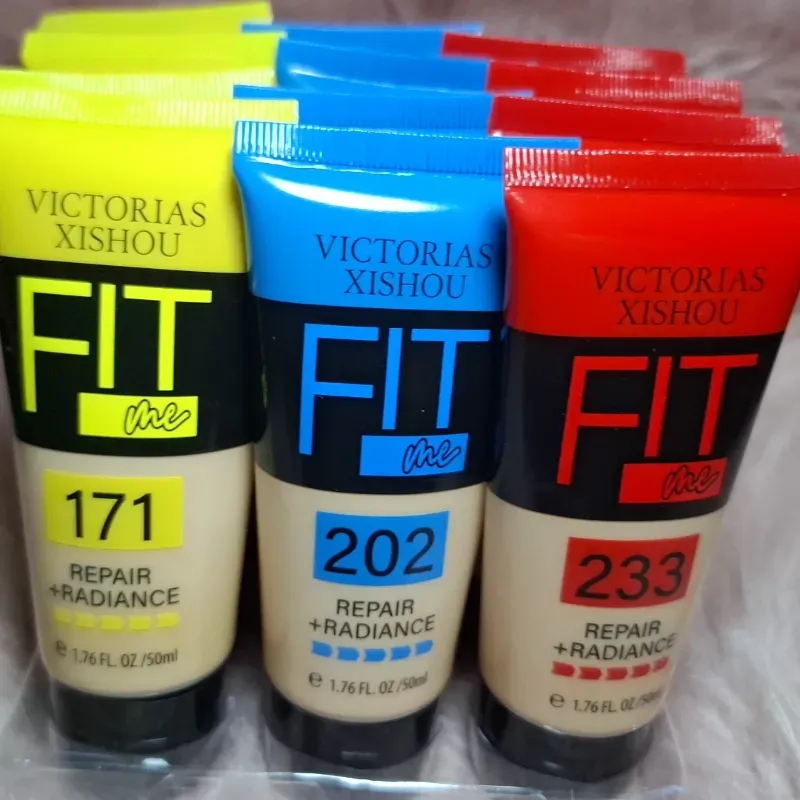 VICTORIAS
XISHOU
FIT
me
171
REPAIR
+RADIANCE
℮ 1.76 FL. OZ/50ml
VICTORIAS
XISHOU
FIT
me
202
REPAIR
+RADIANCE
℮ 1.76 FL. OZ/50ml
VICTORIAS
XISHOU
FIT
me
233
REPAIR
+RADIANCE
℮ 1.76 FL. OZ/50ml